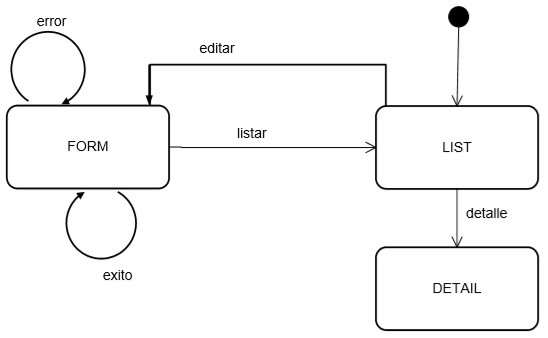 error
editar
FORM
listar
LIST
detalle
exito
DETAIL